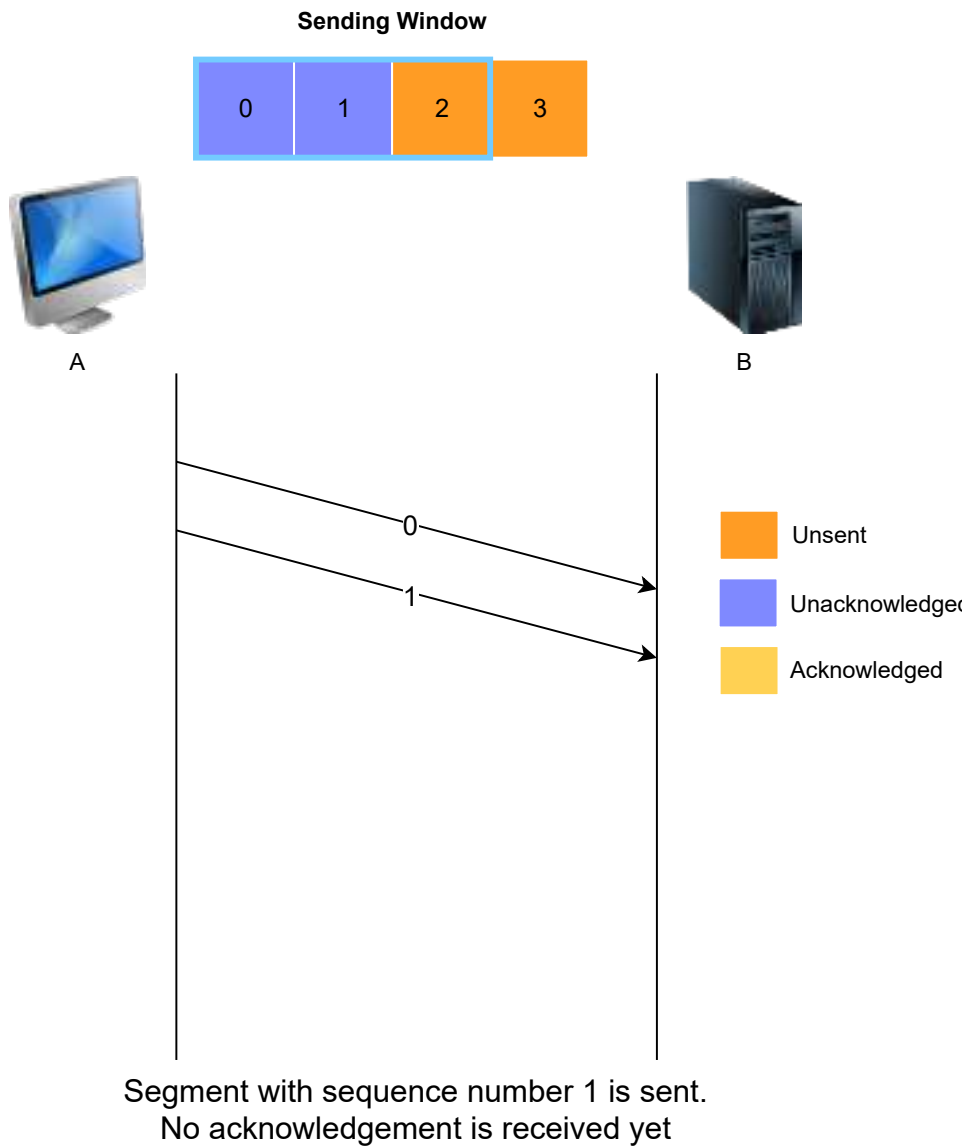 Sending Window
0 1 2 3
A B
0
1
Unsent
Unacknowledged
Acknowledged
Segment with sequence number 1 is sent.
No acknowledgement is received yet